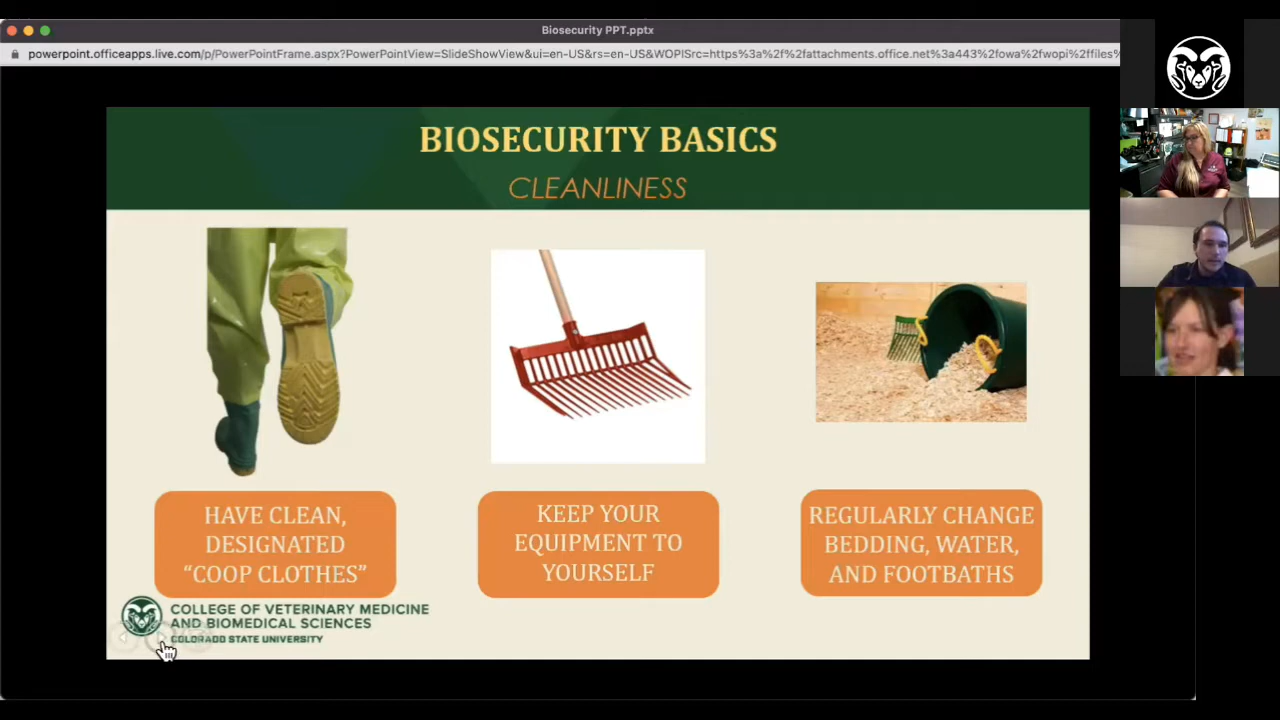 Biosecurity PPT.pptx
powerpoint.officeapps.live.com/p/PowerPointFrame.aspx?PowerPointView=SlideShowView&ui=en-US&rs=en-US&WOPISrc=https%3a%2f%2fattachments.office.net%3a443%2fowa%2fwopi%2ffiles%
BIOSECURITY BASICS
CLEANLINESS
HAVE CLEAN,
DESIGNATED
“COOP CLOTHES”
KEEP YOUR
EQUIPMENT TO
YOURSELF
REGULARLY CHANGE
BEDDING, WATER,
AND FOOTBATHS
COLLEGE OF VETERINARY MEDICINE
AND BIOMEDICAL SCIENCES
COLORADO STATE UNIVERSITY